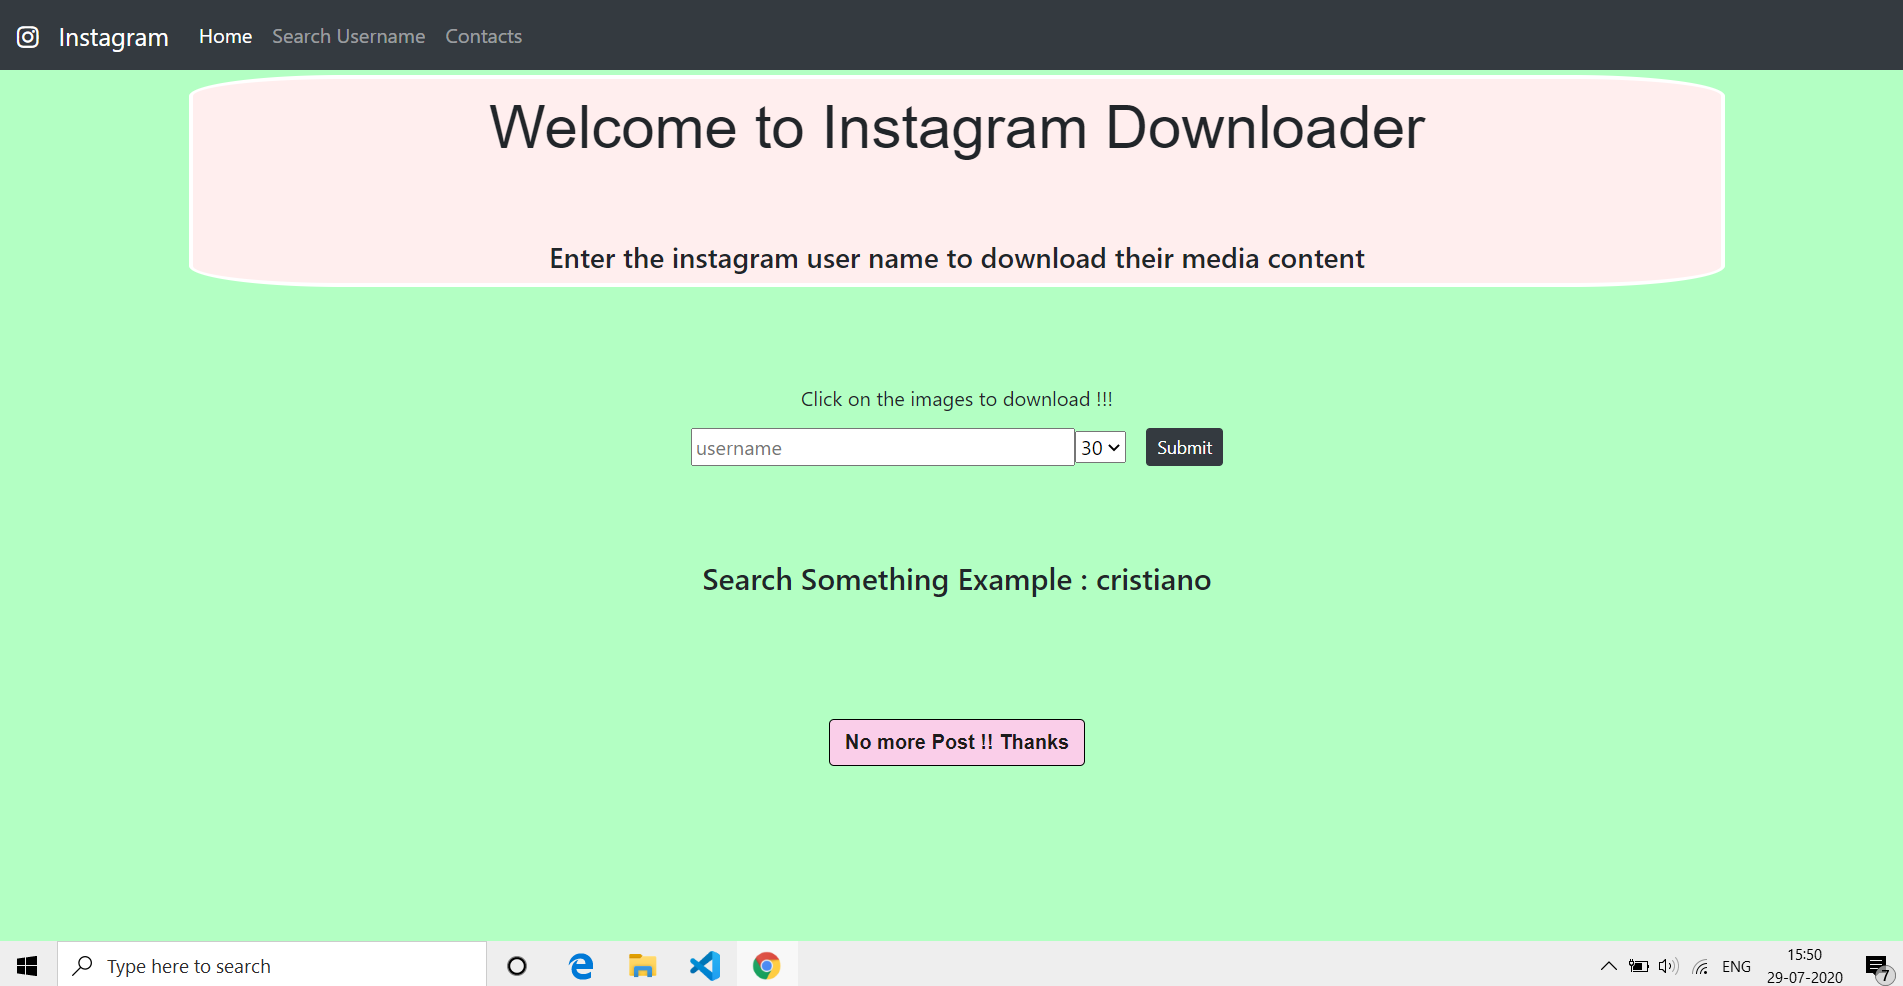 Instagram Home Search Username Contacts
Welcome to Instagram Downloader
Enter the instagram user name to download their media content
Click on the images to download !!!
username 30 Submit
Search Something Example : cristiano
No more Post !! Thanks
Type here to search
ENG
15:50
29-07-2020
7